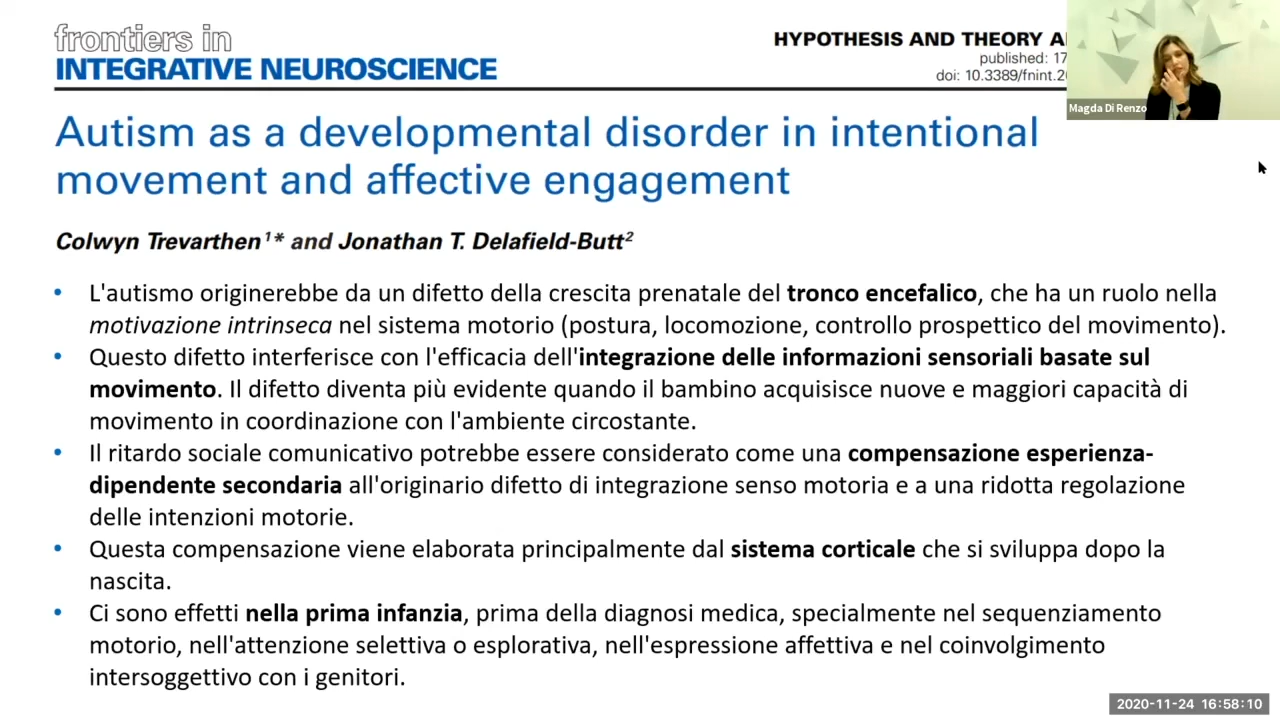 frontiers in
INTEGRATIVE NEUROSCIENCE
HYPOTHESIS AND THEORY
published: 17
doi: 10.3389/fnint.20
Magda Di Renzo
Autism as a developmental disorder in intentional
movement and affective engagement
Colwyn Trevarthen¹* and Jonathan T. Delafield-Butt²
• L'autismo originerebbe da un difetto della crescita prenatale del tronco encefalico, che ha un ruolo nella
motivazione intrinseca nel sistema motorio (postura, locomozione, controllo prospettico del movimento).
• Questo difetto interferisce con l'efficacia dell'integrazione delle informazioni sensoriali basate sul
movimento. Il difetto diventa più evidente quando il bambino acquisisce nuove e maggiori capacità di
movimento in coordinazione con l'ambiente circostante.
• Il ritardo sociale comunicativo potrebbe essere considerato come una compensazione esperienza-
dipendente secondaria all'originario difetto di integrazione senso motoria e a una ridotta regolazione
delle intenzioni motorie.
• Questa compensazione viene elaborata principalmente dal sistema corticale che si sviluppa dopo la
nascita.
• Ci sono effetti nella prima infanzia, prima della diagnosi medica, specialmente nel sequenziamento
motorio, nell'attenzione selettiva o esplorativa, nell'espressione affettiva e nel coinvolgimento
intersoggettivo con i genitori.
2020-11-24 16:58:10